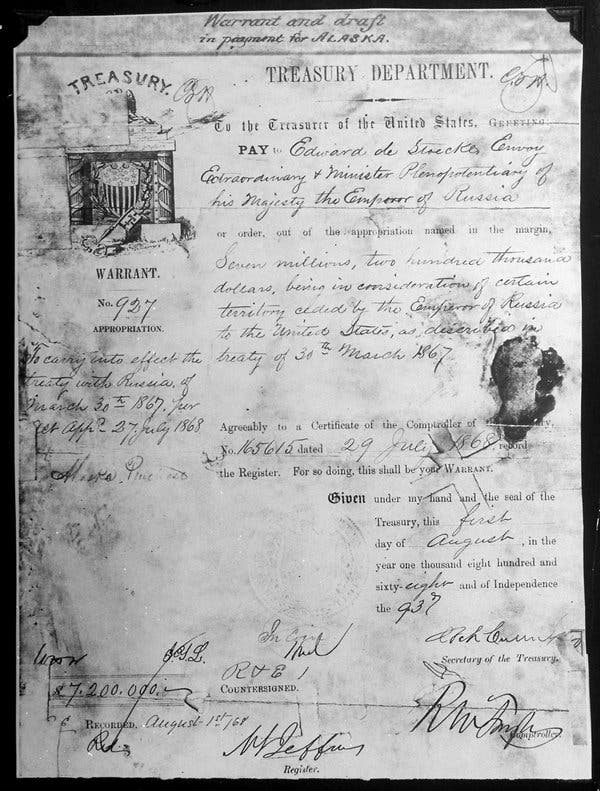 Warrant and draft
in payment for ALASKA.
TREASURY.
TREASURY DEPARTMENT.
To the Treasurer of the United States, GREETING:
PAY to Edward de Stoeckl Envoy
Extraordinary & Minister Plenopotentiary of
his Majesty the Emperor of Russia
or order, out of the appropriation named in the margin,
Seven millions, two hundred thousand
dollars, being in consideration of certain
territory ceded by the Emperor of Russia
to the United States, as described in
treaty of 30th March 1867
WARRANT.
No. 927
APPROPRIATION.
To carry into effect the
treaty with Russia of
March 30th 1867. per
act Appd 27 July 1868
Alaska
Agreeably to a Certificate of the Comptroller of
No. 165615 dated 29 July 1868, record
the Register. For so doing, this shall be your WARRANT.
Given under my hand and the seal of the
Treasury, this first
day of August, in the
year one thousand eight hundred and
sixty-eight and of Independence
the 93d
Secretary of the Treasury.
R & E 1
COUNTERSIGNED.
$7.200.000.
RECORDED. August 1st/68
Comptroller.
Register.